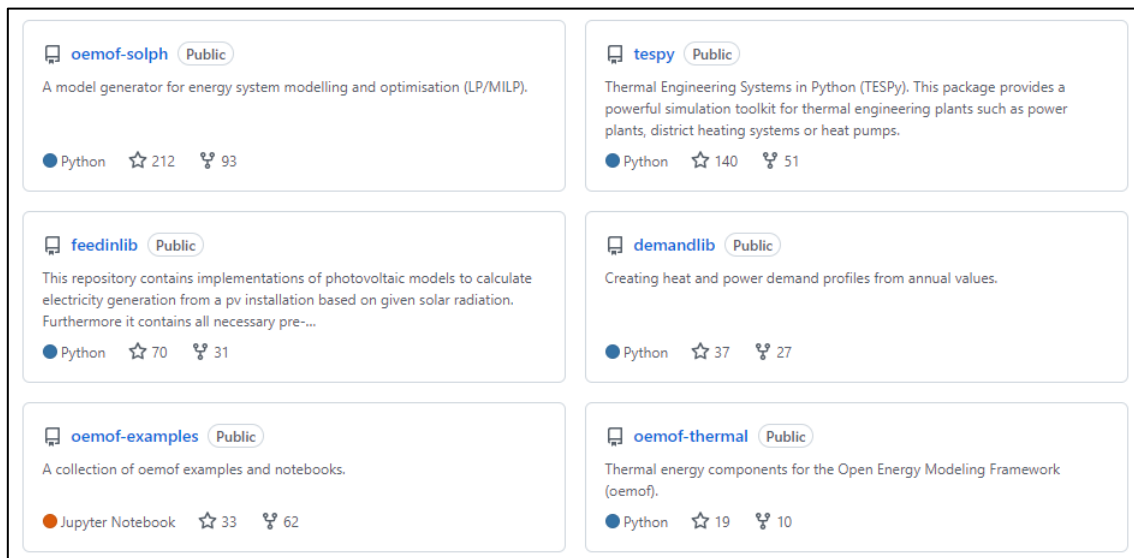 oemof-solph Public
A model generator for energy system modelling and optimisation (LP/MILP).
Python 212 93
tespy Public
Thermal Engineering Systems in Python (TESPy). This package provides a
powerful simulation toolkit for thermal engineering plants such as power
plants, district heating systems or heat pumps.
Python 140 51
feedinlib Public
This repository contains implementations of photovoltaic models to calculate
electricity generation from a pv installation based on given solar radiation.
Furthermore it contains all necessary pre-...
Python 70 31
demandlib Public
Creating heat and power demand profiles from annual values.
Python 37 27
oemof-examples Public
A collection of oemof examples and notebooks.
Jupyter Notebook 33 62
oemof-thermal Public
Thermal energy components for the Open Energy Modeling Framework
(oemof).
Python 19 10